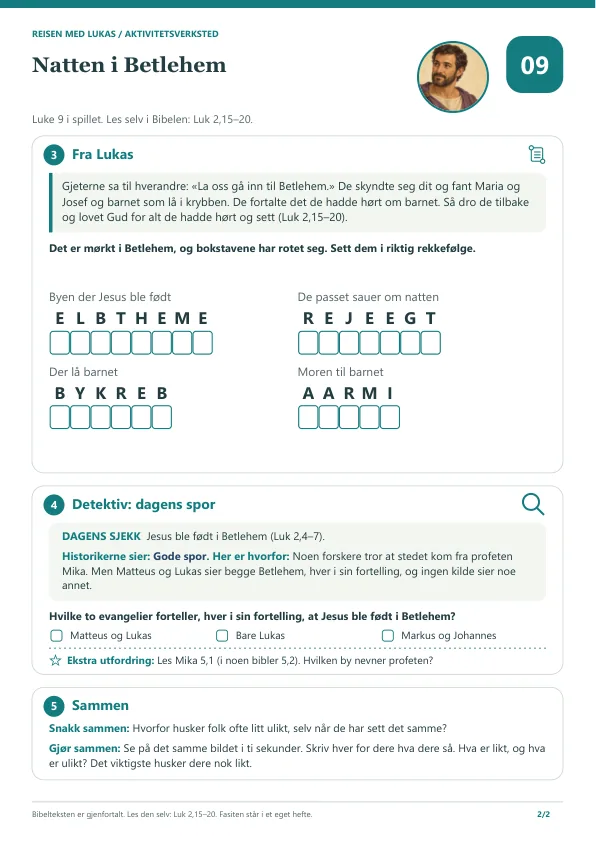 REISEN MED LUKAS / AKTIVITETSVERKSTED
Natten i Betlehem
09
Luke 9 i spillet. Les selv i Bibelen: Luk 2,15–20.
3 Fra Lukas
Gjeterne sa til hverandre: «La oss gå inn til Betlehem.» De skyndte seg dit og fant Maria og
Josef og barnet som lå i krybben. De fortalte det de hadde hørt om barnet. Så dro de tilbake
og lovet Gud for alt de hadde hørt og sett (Luk 2,15–20).
Det er mørkt i Betlehem, og bokstavene har rotet seg. Sett dem i riktig rekkefølge.
Byen der Jesus ble født
E L B T H E M E
De passet sauer om natten
R E J E E G T
Der lå barnet
B Y K R E B
Moren til barnet
A A R M I
4 Detektiv: dagens spor
DAGENS SJEKK Jesus ble født i Betlehem (Luk 2,4–7).
Historikerne sier: Gode spor. Her er hvorfor: Noen forskere tror at stedet kom fra profeten
Mika. Men Matteus og Lukas sier begge Betlehem, hver i sin fortelling, og ingen kilde sier noe
annet.
Hvilke to evangelier forteller, hver i sin fortelling, at Jesus ble født i Betlehem?
Matteus og Lukas
Bare Lukas
Markus og Johannes
Ekstra utfordring: Les Mika 5,1 (i noen bibler 5,2). Hvilken by nevner profeten?
5 Sammen
Snakk sammen: Hvorfor husker folk ofte litt ulikt, selv når de har sett det samme?
Gjør sammen: Se på det samme bildet i ti sekunder. Skriv hver for dere hva dere så. Hva er likt, og hva
er ulikt? Det viktigste husker dere nok likt.
Bibelteksten er gjenfortalt. Les den selv: Luk 2,15–20. Fasiten står i et eget hefte.
2/2